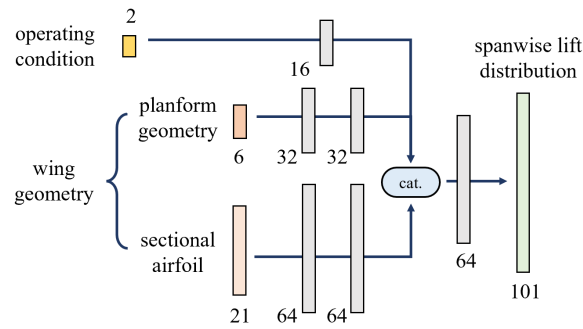 2
operating
condition
16
spanwise lift
distribution
planform
geometry
6
32
32
wing
geometry
cat.
sectional
airfoil
21
64
64
64
101